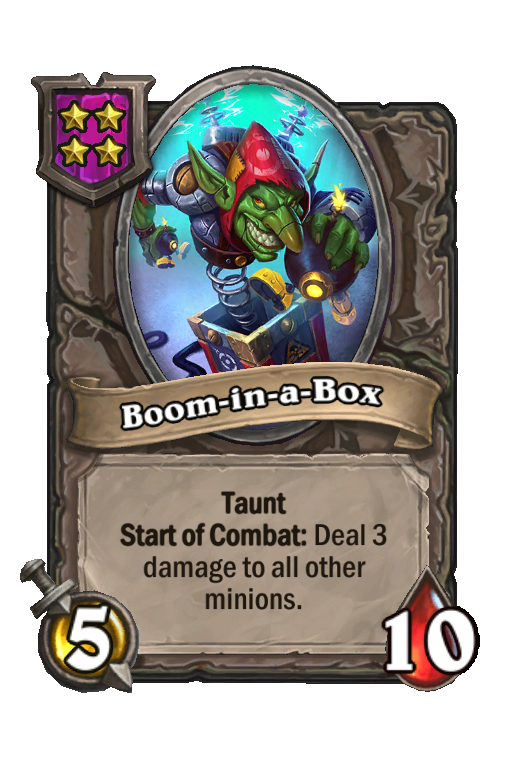 Boom-in-a-Box
Taunt
Start of Combat: Deal 3
damage to all other
minions.
5
10